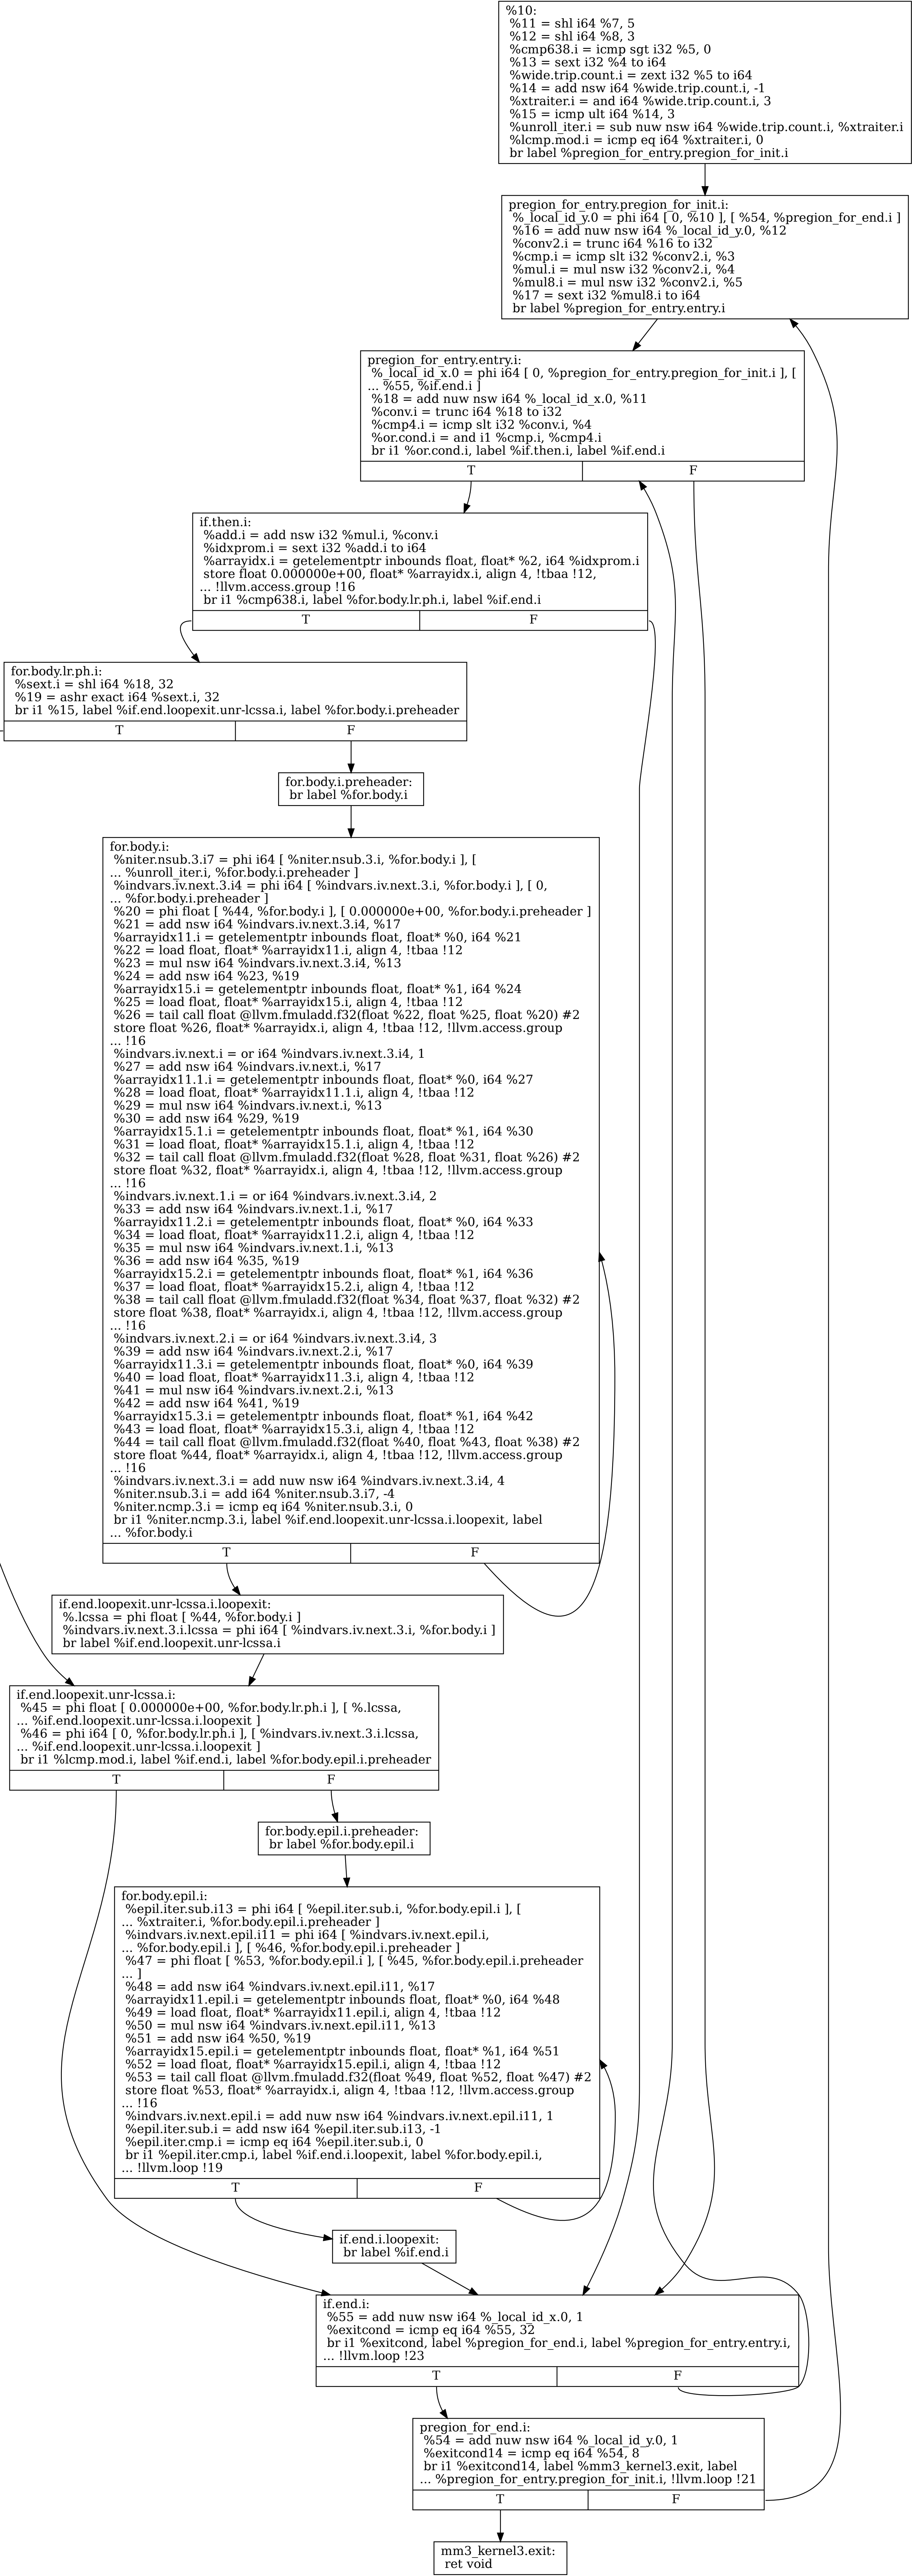 %10:
%11 = shl i64 %7, 5
%12 = shl i64 %8, 3
%cmp638.i = icmp sgt i32 %5, 0
%13 = sext i32 %4 to i64
%wide.trip.count.i = zext i32 %5 to i64
%14 = add nsw i64 %wide.trip.count.i, -1
%xtraiter.i = and i64 %wide.trip.count.i, 3
%15 = icmp ult i64 %14, 3
%unroll_iter.i = sub nuw nsw i64 %wide.trip.count.i, %xtraiter.i
%lcmp.mod.i = icmp eq i64 %xtraiter.i, 0
br label %pregion_for_entry.pregion_for_init.i
pregion_for_entry.pregion_for_init.i:
%_local_id_y.0 = phi i64 [ 0, %10 ], [ %54, %pregion_for_end.i ]
%16 = add nuw nsw i64 %_local_id_y.0, %12
%conv2.i = trunc i64 %16 to i32
%cmp.i = icmp slt i32 %conv2.i, %3
%mul.i = mul nsw i32 %conv2.i, %4
%mul8.i = mul nsw i32 %conv2.i, %5
%17 = sext i32 %mul8.i to i64
br label %pregion_for_entry.entry.i
pregion_for_entry.entry.i:
%_local_id_x.0 = phi i64 [ 0, %pregion_for_entry.pregion_for_init.i ], [
... %55, %if.end.i ]
%18 = add nuw nsw i64 %_local_id_x.0, %11
%conv.i = trunc i64 %18 to i32
%cmp4.i = icmp slt i32 %conv.i, %4
%or.cond.i = and i1 %cmp.i, %cmp4.i
br i1 %or.cond.i, label %if.then.i, label %if.end.i
T F
if.then.i:
%add.i = add nsw i32 %mul.i, %conv.i
%idxprom.i = sext i32 %add.i to i64
%arrayidx.i = getelementptr inbounds float, float* %2, i64 %idxprom.i
store float 0.000000e+00, float* %arrayidx.i, align 4, !tbaa !12,
... !llvm.access.group !16
br i1 %cmp638.i, label %for.body.lr.ph.i, label %if.end.i
T F
for.body.lr.ph.i:
%sext.i = shl i64 %18, 32
%19 = ashr exact i64 %sext.i, 32
br i1 %15, label %if.end.loopexit.unr-lcssa.i, label %for.body.i.preheader
T F
for.body.i.preheader:
br label %for.body.i
for.body.i:
%niter.nsub.3.i7 = phi i64 [ %niter.nsub.3.i, %for.body.i ], [
... %unroll_iter.i, %for.body.i.preheader ]
%indvars.iv.next.3.i4 = phi i64 [ %indvars.iv.next.3.i, %for.body.i ], [ 0,
... %for.body.i.preheader ]
%20 = phi float [ %44, %for.body.i ], [ 0.000000e+00, %for.body.i.preheader ]
%21 = add nsw i64 %indvars.iv.next.3.i4, %17
%arrayidx11.i = getelementptr inbounds float, float* %0, i64 %21
%22 = load float, float* %arrayidx11.i, align 4, !tbaa !12
%23 = mul nsw i64 %indvars.iv.next.3.i4, %13
%24 = add nsw i64 %23, %19
%arrayidx15.i = getelementptr inbounds float, float* %1, i64 %24
%25 = load float, float* %arrayidx15.i, align 4, !tbaa !12
%26 = tail call float @llvm.fmuladd.f32(float %22, float %25, float %20) #2
store float %26, float* %arrayidx.i, align 4, !tbaa !12, !llvm.access.group
... !16
%indvars.iv.next.i = or i64 %indvars.iv.next.3.i4, 1
%27 = add nsw i64 %indvars.iv.next.i, %17
%arrayidx11.1.i = getelementptr inbounds float, float* %0, i64 %27
%28 = load float, float* %arrayidx11.1.i, align 4, !tbaa !12
%29 = mul nsw i64 %indvars.iv.next.i, %13
%30 = add nsw i64 %29, %19
%arrayidx15.1.i = getelementptr inbounds float, float* %1, i64 %30
%31 = load float, float* %arrayidx15.1.i, align 4, !tbaa !12
%32 = tail call float @llvm.fmuladd.f32(float %28, float %31, float %26) #2
store float %32, float* %arrayidx.i, align 4, !tbaa !12, !llvm.access.group
... !16
%indvars.iv.next.1.i = or i64 %indvars.iv.next.3.i4, 2
%33 = add nsw i64 %indvars.iv.next.1.i, %17
%arrayidx11.2.i = getelementptr inbounds float, float* %0, i64 %33
%34 = load float, float* %arrayidx11.2.i, align 4, !tbaa !12
%35 = mul nsw i64 %indvars.iv.next.1.i, %13
%36 = add nsw i64 %35, %19
%arrayidx15.2.i = getelementptr inbounds float, float* %1, i64 %36
%37 = load float, float* %arrayidx15.2.i, align 4, !tbaa !12
%38 = tail call float @llvm.fmuladd.f32(float %34, float %37, float %32) #2
store float %38, float* %arrayidx.i, align 4, !tbaa !12, !llvm.access.group
... !16
%indvars.iv.next.2.i = or i64 %indvars.iv.next.3.i4, 3
%39 = add nsw i64 %indvars.iv.next.2.i, %17
%arrayidx11.3.i = getelementptr inbounds float, float* %0, i64 %39
%40 = load float, float* %arrayidx11.3.i, align 4, !tbaa !12
%41 = mul nsw i64 %indvars.iv.next.2.i, %13
%42 = add nsw i64 %41, %19
%arrayidx15.3.i = getelementptr inbounds float, float* %1, i64 %42
%43 = load float, float* %arrayidx15.3.i, align 4, !tbaa !12
%44 = tail call float @llvm.fmuladd.f32(float %40, float %43, float %38) #2
store float %44, float* %arrayidx.i, align 4, !tbaa !12, !llvm.access.group
... !16
%indvars.iv.next.3.i = add nuw nsw i64 %indvars.iv.next.3.i4, 4
%niter.nsub.3.i = add i64 %niter.nsub.3.i7, -4
%niter.ncmp.3.i = icmp eq i64 %niter.nsub.3.i, 0
br i1 %niter.ncmp.3.i, label %if.end.loopexit.unr-lcssa.i.loopexit, label
... %for.body.i
T F
if.end.loopexit.unr-lcssa.i.loopexit:
%.lcssa = phi float [ %44, %for.body.i ]
%indvars.iv.next.3.i.lcssa = phi i64 [ %indvars.iv.next.3.i, %for.body.i ]
br label %if.end.loopexit.unr-lcssa.i
if.end.loopexit.unr-lcssa.i:
%45 = phi float [ 0.000000e+00, %for.body.lr.ph.i ], [ %.lcssa,
... %if.end.loopexit.unr-lcssa.i.loopexit ]
%46 = phi i64 [ 0, %for.body.lr.ph.i ], [ %indvars.iv.next.3.i.lcssa,
... %if.end.loopexit.unr-lcssa.i.loopexit ]
br i1 %lcmp.mod.i, label %if.end.i, label %for.body.epil.i.preheader
T F
for.body.epil.i.preheader:
br label %for.body.epil.i
for.body.epil.i:
%epil.iter.sub.i13 = phi i64 [ %epil.iter.sub.i, %for.body.epil.i ], [
... %xtraiter.i, %for.body.epil.i.preheader ]
%indvars.iv.next.epil.i11 = phi i64 [ %indvars.iv.next.epil.i,
... %for.body.epil.i ], [ %46, %for.body.epil.i.preheader ]
%47 = phi float [ %53, %for.body.epil.i ], [ %45, %for.body.epil.i.preheader
... ]
%48 = add nsw i64 %indvars.iv.next.epil.i11, %17
%arrayidx11.epil.i = getelementptr inbounds float, float* %0, i64 %48
%49 = load float, float* %arrayidx11.epil.i, align 4, !tbaa !12
%50 = mul nsw i64 %indvars.iv.next.epil.i11, %13
%51 = add nsw i64 %50, %19
%arrayidx15.epil.i = getelementptr inbounds float, float* %1, i64 %51
%52 = load float, float* %arrayidx15.epil.i, align 4, !tbaa !12
%53 = tail call float @llvm.fmuladd.f32(float %49, float %52, float %47) #2
store float %53, float* %arrayidx.i, align 4, !tbaa !12, !llvm.access.group
... !16
%indvars.iv.next.epil.i = add nuw nsw i64 %indvars.iv.next.epil.i11, 1
%epil.iter.sub.i = add nsw i64 %epil.iter.sub.i13, -1
%epil.iter.cmp.i = icmp eq i64 %epil.iter.sub.i, 0
br i1 %epil.iter.cmp.i, label %if.end.i.loopexit, label %for.body.epil.i,
... !llvm.loop !19
T F
if.end.i.loopexit:
br label %if.end.i
if.end.i:
%55 = add nuw nsw i64 %_local_id_x.0, 1
%exitcond = icmp eq i64 %55, 32
br i1 %exitcond, label %pregion_for_end.i, label %pregion_for_entry.entry.i,
... !llvm.loop !23
T F
pregion_for_end.i:
%54 = add nuw nsw i64 %_local_id_y.0, 1
%exitcond14 = icmp eq i64 %54, 8
br i1 %exitcond14, label %mm3_kernel3.exit, label
... %pregion_for_entry.pregion_for_init.i, !llvm.loop !21
T F
mm3_kernel3.exit:
ret void